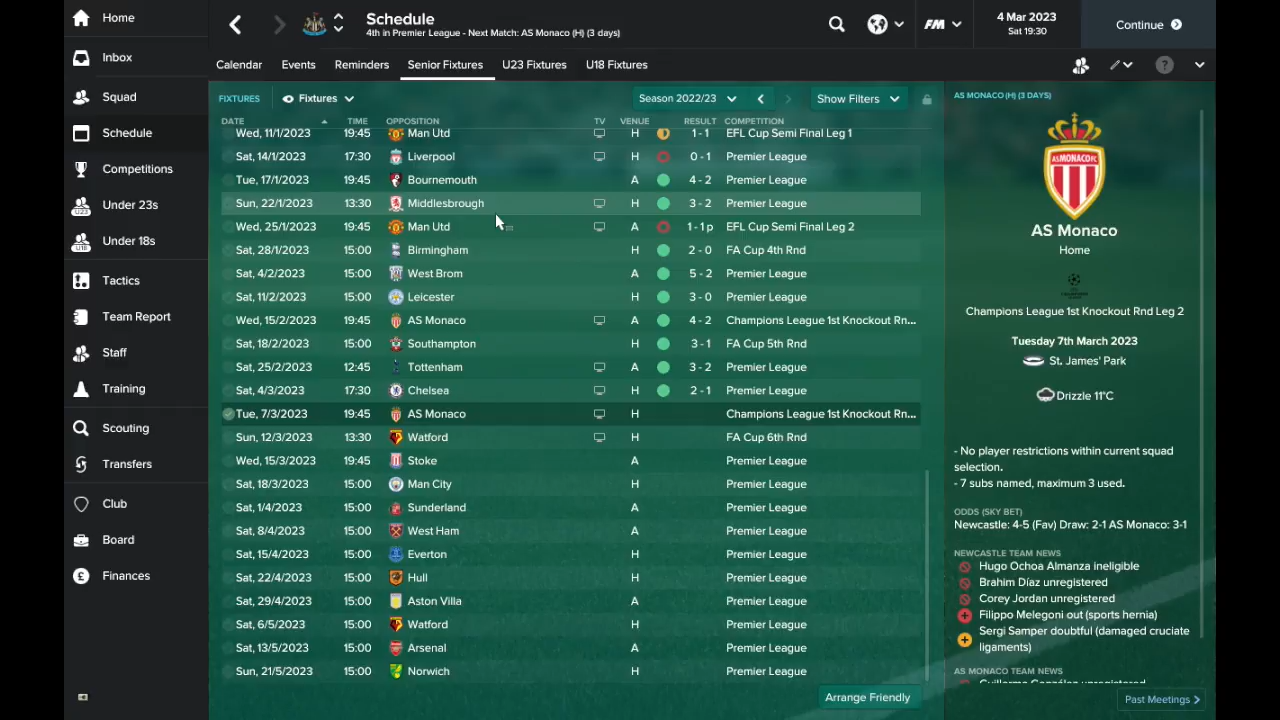 Home
Inbox
Squad
Schedule
Competitions
Under 23s
U23
Under 18s
U18
Tactics
Team Report
Staff
Training
Scouting
Transfers
Club
Board
Finances
Schedule
4th in Premier League - Next Match: AS Monaco (H) (3 days)
FM
4 Mar 2023
Sat 19:30
Continue
Calendar Events Reminders Senior Fixtures U23 Fixtures U18 Fixtures
FIXTURES Fixtures Season 2022/23 Show Filters
DATE TIME OPPOSITION TV VENUE RESULT COMPETITION
Wed, 11/1/2023 19:45 Man Utd H 1 - 1 EFL Cup Semi Final Leg 1
Sat, 14/1/2023 17:30 Liverpool H 0 - 1 Premier League
Tue, 17/1/2023 19:45 Bournemouth A 4 - 2 Premier League
Sun, 22/1/2023 13:30 Middlesbrough H 3 - 2 Premier League
Wed, 25/1/2023 19:45 Man Utd A 1 - 1 p EFL Cup Semi Final Leg 2
Sat, 28/1/2023 15:00 Birmingham H 2 - 0 FA Cup 4th Rnd
Sat, 4/2/2023 15:00 West Brom A 5 - 2 Premier League
Sat, 11/2/2023 15:00 Leicester H 3 - 0 Premier League
Wed, 15/2/2023 19:45 AS Monaco A 4 - 2 Champions League 1st Knockout Rn...
Sat, 18/2/2023 15:00 Southampton H 3 - 1 FA Cup 5th Rnd
Sat, 25/2/2023 12:45 Tottenham A 3 - 2 Premier League
Sat, 4/3/2023 17:30 Chelsea H 2 - 1 Premier League
Tue, 7/3/2023 19:45 AS Monaco H Champions League 1st Knockout Rn...
Sun, 12/3/2023 13:30 Watford H FA Cup 6th Rnd
Wed, 15/3/2023 19:45 Stoke A Premier League
Sat, 18/3/2023 15:00 Man City H Premier League
Sat, 1/4/2023 15:00 Sunderland A Premier League
Sat, 8/4/2023 15:00 West Ham A Premier League
Sat, 15/4/2023 15:00 Everton H Premier League
Sat, 22/4/2023 15:00 Hull H Premier League
Sat, 29/4/2023 15:00 Aston Villa A Premier League
Sat, 6/5/2023 15:00 Watford H Premier League
Sat, 13/5/2023 15:00 Arsenal A Premier League
Sun, 21/5/2023 15:00 Norwich H Premier League
Arrange Friendly
AS MONACO (H) (3 DAYS)
AS MONACO FC
AS Monaco
Home
Champions League 1st Knockout Rnd Leg 2
Tuesday 7th March 2023
St. James' Park
Drizzle 11°C
- No player restrictions within current squad
selection.
- 7 subs named, maximum 3 used.
ODDS (SKY BET)
Newcastle: 4-5 (Fav) Draw: 2-1 AS Monaco: 3-1
NEWCASTLE TEAM NEWS
Hugo Ochoa Almanza ineligible
Brahim Díaz unregistered
Corey Jordan unregistered
Filippo Melegoni out (sports hernia)
Sergi Samper doubtful (damaged cruciate
ligaments)
AS MONACO TEAM NEWS
Past Meetings